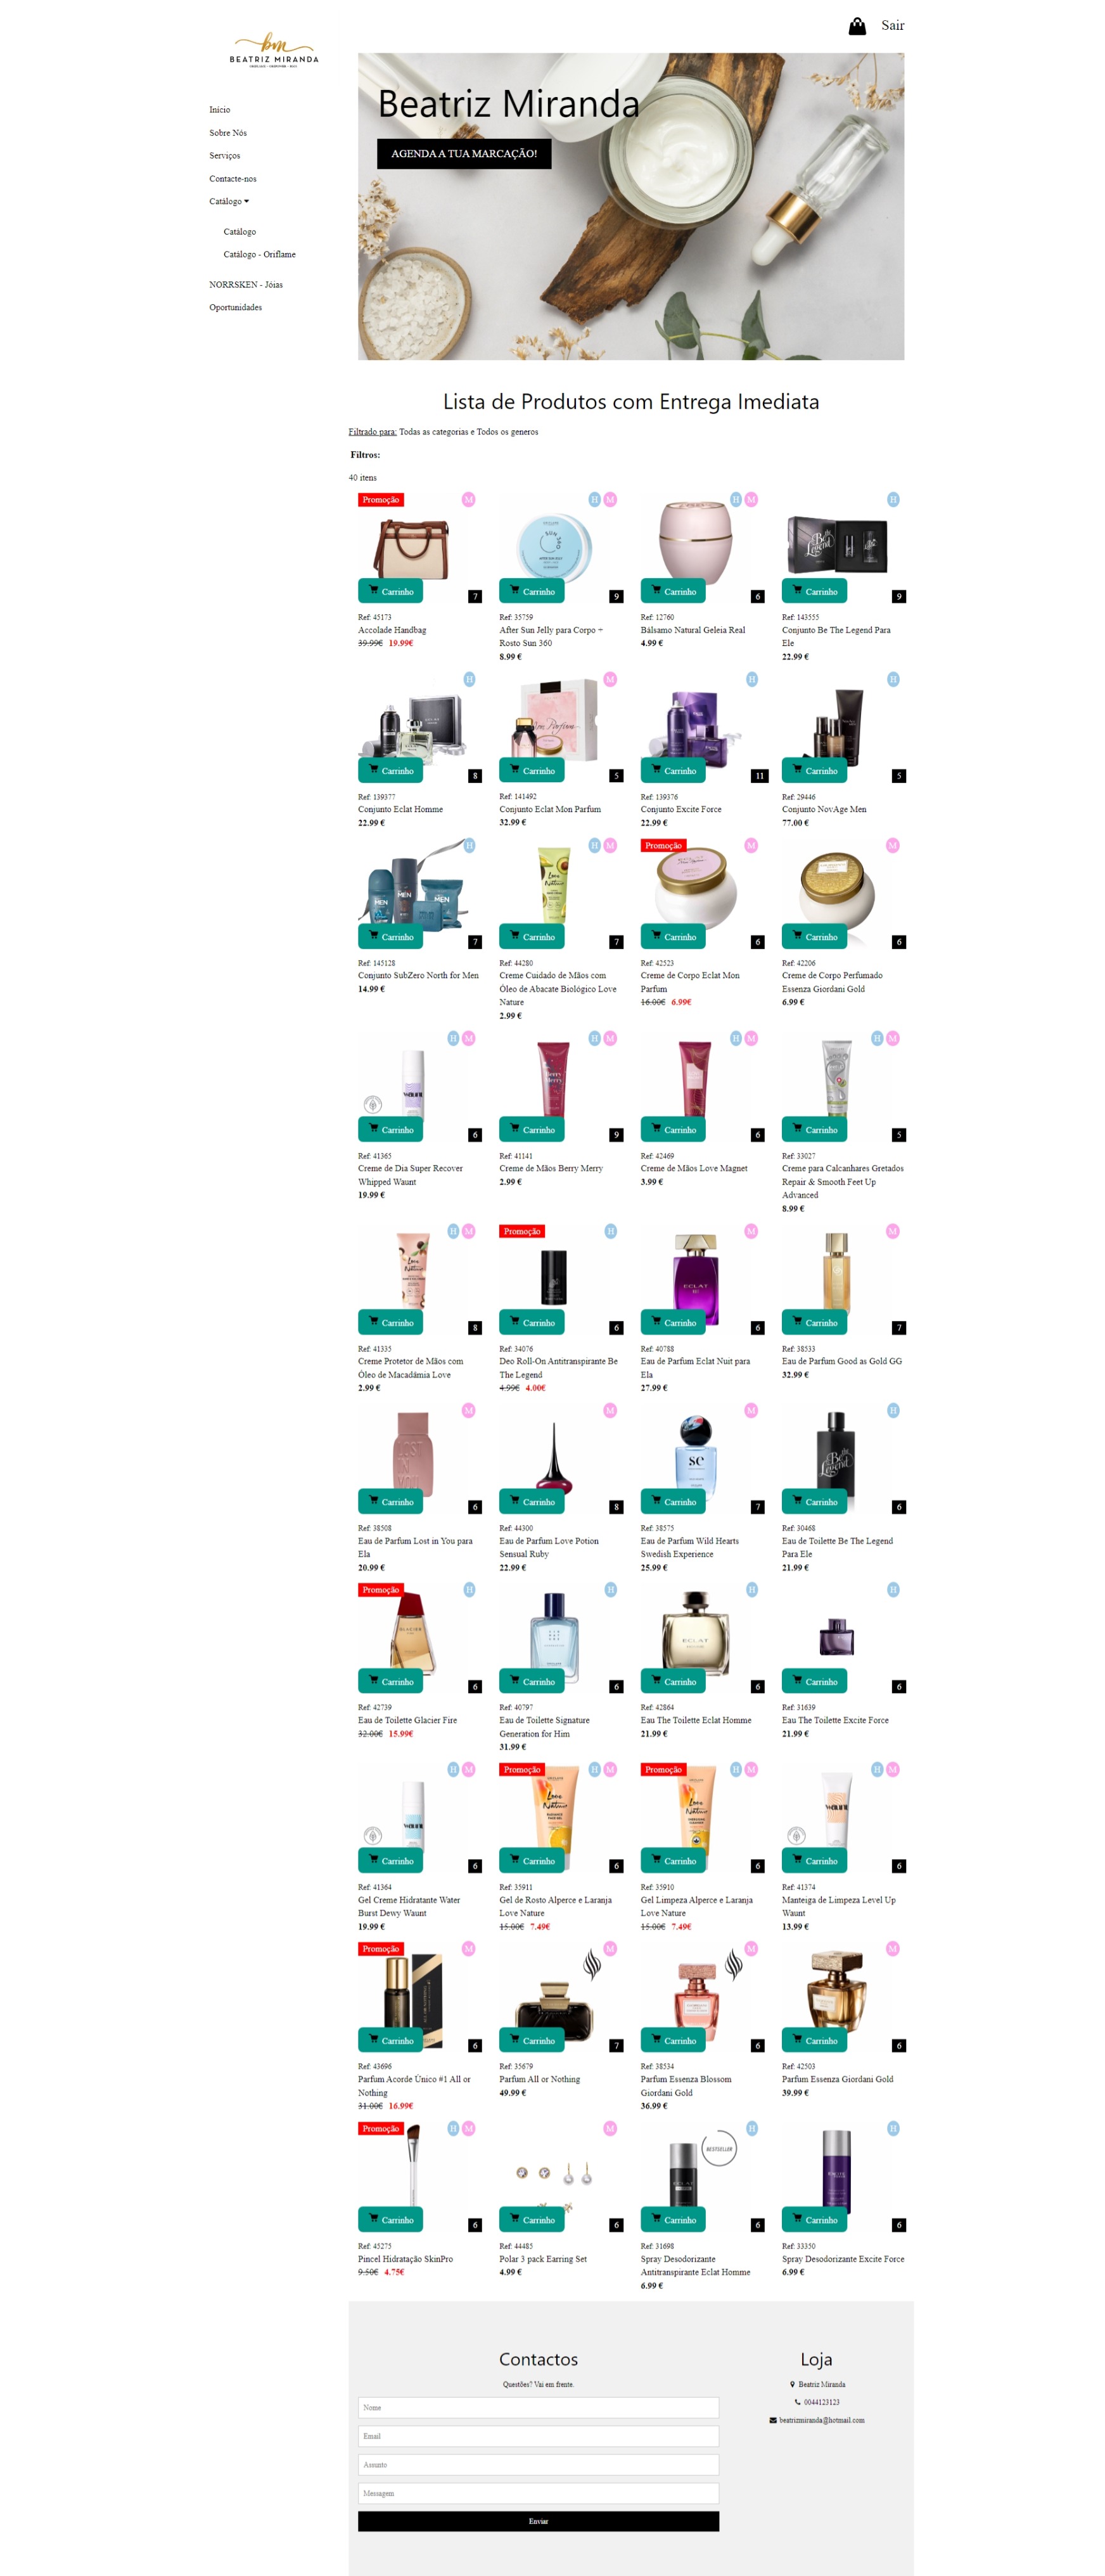 Sair
bm
BEATRIZ MIRANDA
Início
Sobre Nós
Serviços
Contacte-nos
Catálogo
Catálogo
Catálogo - Oriflame
NORRSKEN - Jóias
Oportunidades
Beatriz Miranda
AGENDA A TUA MARCAÇÃO!
Lista de Produtos com Entrega Imediata
Filtrado para: Todas as categorias e Todos os generos
Filtros:
40 itens
Promoção M H M H M H
Carrinho 7 Carrinho 9 Carrinho 6 Carrinho 9
Ref: 45173
Accolade Handbag
39.99€ 19.99€
Ref: 35759
After Sun Jelly para Corpo +
Rosto Sun 360
8.99 €
Ref: 12760
Bálsamo Natural Geleia Real
4.99 €
Ref: 143555
Conjunto Be The Legend Para
Ele
22.99 €
H M H H
Carrinho 8 Carrinho 5 Carrinho 11 Carrinho 5
Ref: 139377
Conjunto Eclat Homme
22.99 €
Ref: 141492
Conjunto Eclat Mon Parfum
32.99 €
Ref: 139376
Conjunto Excite Force
22.99 €
Ref: 29446
Conjunto NovAge Men
77.00 €
H H M Promoção M M
Carrinho 7 Carrinho 7 Carrinho 6 Carrinho 6
Ref: 145128
Conjunto SubZero North for Men
14.99 €
Ref: 44280
Creme Cuidado de Mãos com
Óleo de Abacate Biológico Love
Nature
2.99 €
Ref: 42523
Creme de Corpo Eclat Mon
Parfum
16.00€ 6.99€
Ref: 42206
Creme de Corpo Perfumado
Essenza Giordani Gold
6.99 €
H M H M H M H M
Carrinho 6 Carrinho 9 Carrinho 6 Carrinho 5
Ref: 41365
Creme de Dia Super Recover
Whipped Waunt
19.99 €
Ref: 41141
Creme de Mãos Berry Merry
2.99 €
Ref: 42469
Creme de Mãos Love Magnet
3.99 €
Ref: 33027
Creme para Calcanhares Gretados
Repair & Smooth Feet Up
Advanced
8.99 €
H M Promoção H M M
Carrinho 8 Carrinho 6 Carrinho 6 Carrinho 7
Ref: 41335
Creme Protetor de Mãos com
Óleo de Macadâmia Love
2.99 €
Ref: 34076
Deo Roll-On Antitranspirante Be
The Legend
4.99€ 4.00€
Ref: 40788
Eau de Parfum Eclat Nuit para
Ela
27.99 €
Ref: 38533
Eau de Parfum Good as Gold GG
32.99 €
M M M H
Carrinho 6 Carrinho 8 Carrinho 7 Carrinho 6
Ref: 38508
Eau de Parfum Lost in You para
Ela
20.99 €
Ref: 44300
Eau de Parfum Love Potion
Sensual Ruby
22.99 €
Ref: 38575
Eau de Parfum Wild Hearts
Swedish Experience
25.99 €
Ref: 30468
Eau de Toilette Be The Legend
Para Ele
21.99 €
Promoção H H H H
Carrinho 6 Carrinho 6 Carrinho 6 Carrinho 6
Ref: 42739
Eau de Toilette Glacier Fire
32.00€ 15.99€
Ref: 40797
Eau de Toilette Signature
Generation for Him
31.99 €
Ref: 42864
Eau The Toilette Eclat Homme
21.99 €
Ref: 31639
Eau The Toilette Excite Force
21.99 €
H M Promoção H M Promoção H M H M
Carrinho 6 Carrinho 6 Carrinho 6 Carrinho 6
Ref: 41364
Gel Creme Hidratante Water
Burst Dewy Waunt
19.99 €
Ref: 35911
Gel de Rosto Alperce e Laranja
Love Nature
15.00€ 7.49€
Ref: 35910
Gel Limpeza Alperce e Laranja
Love Nature
15.00€ 7.49€
Ref: 41374
Manteiga de Limpeza Level Up
Waunt
13.99 €
Promoção M M M M
Carrinho 6 Carrinho 7 Carrinho 6 Carrinho 6
Ref: 43696
Parfum Acorde Único #1 All or
Nothing
31.00€ 16.99€
Ref: 35679
Parfum All or Nothing
49.99 €
Ref: 38534
Parfum Essenza Blossom
Giordani Gold
36.99 €
Ref: 42503
Parfum Essenza Giordani Gold
39.99 €
Promoção H M M BESTSELLER H H
Carrinho 6 Carrinho 6 Carrinho 6 Carrinho 6
Ref: 45275
Pincel Hidratação SkinPro
9.50€ 4.75€
Ref: 44485
Polar 3 pack Earring Set
4.99 €
Ref: 31698
Spray Desodorizante
Antitranspirante Eclat Homme
6.99 €
Ref: 33350
Spray Desodorizante Excite Force
6.99 €
Contactos
Questões? Vai em frente.
Nome
Email
Assunto
Messagem
Enviar
Loja
Beatriz Miranda
0044123123
beatrizmiranda@hotmail.com